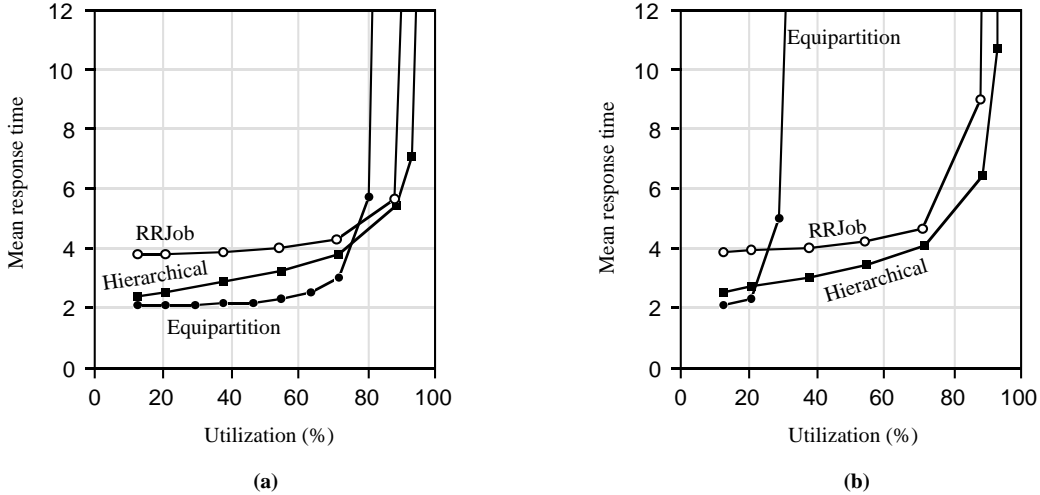 12
10
8
6
4
2
0
Mean response time
RRJob
Hierarchical
Equipartition
0 20 40 60 80 100
Utilization (%)
(a)
12
10
8
6
4
2
0
Mean response time
Equipartition
RRJob
Hierarchical
0 20 40 60 80 100
Utilization (%)
(b)